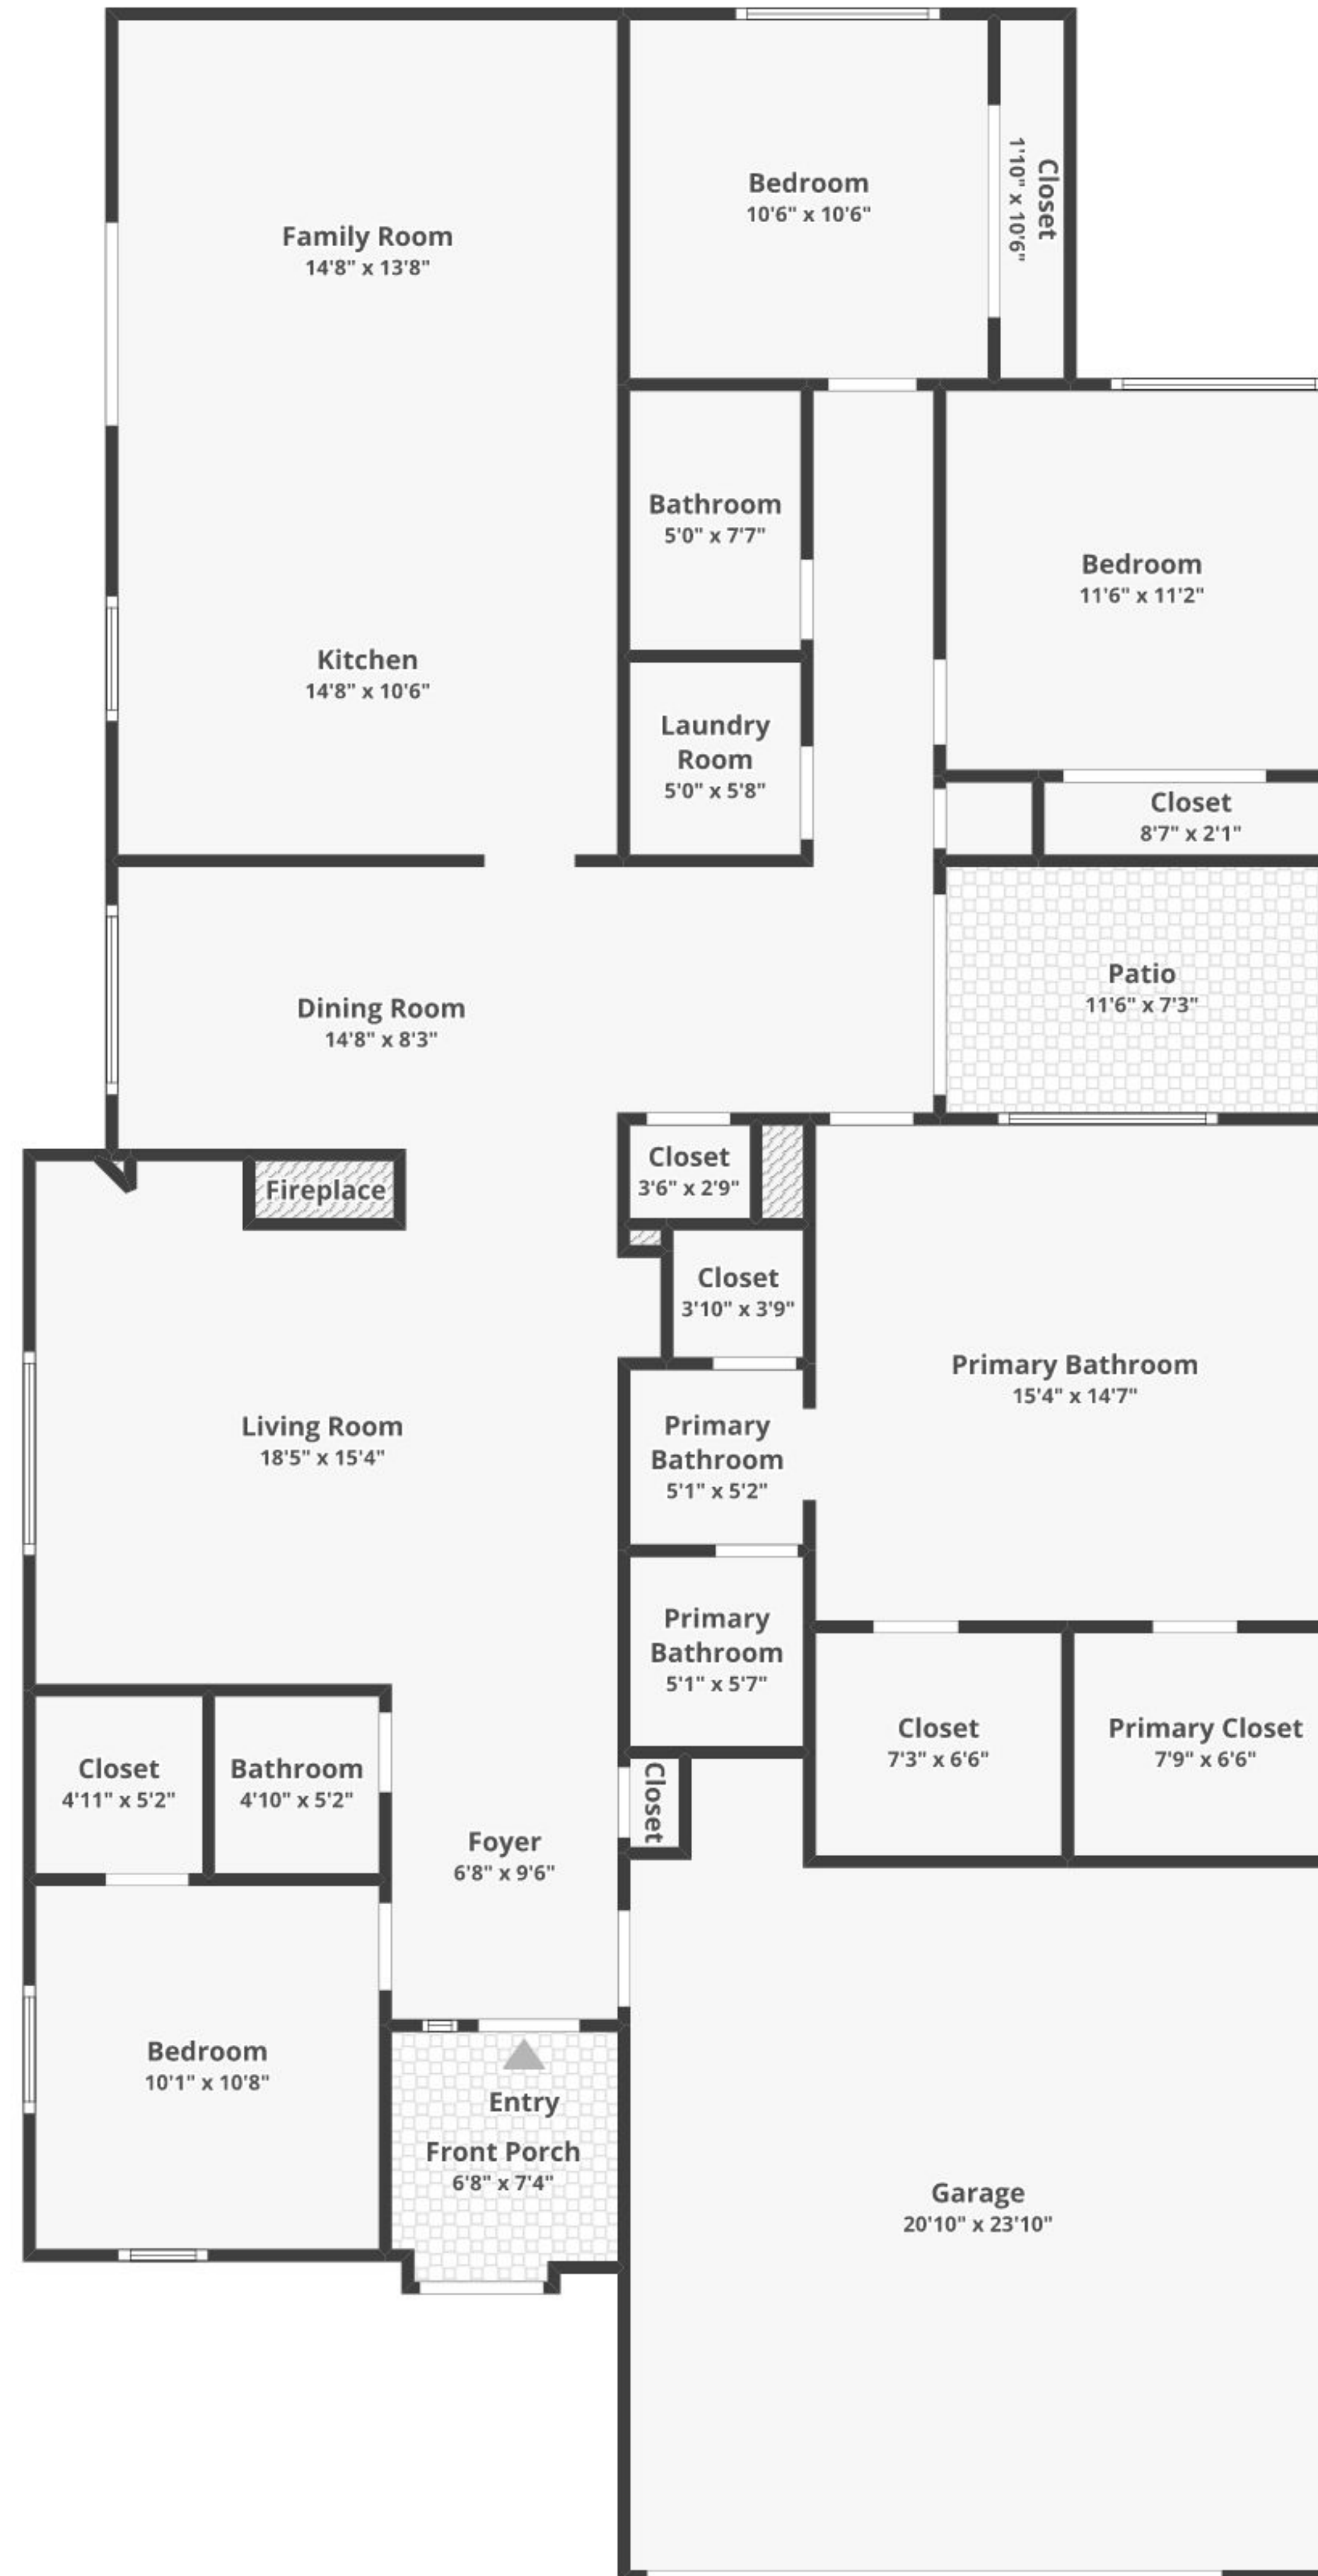 Family Room
14'8" x 13'8"
Bedroom
10'6" x 10'6"
Closet
1'10" x 10'6"
Bathroom
5'0" x 7'7"
Bedroom
11'6" x 11'2"
Kitchen
14'8" x 10'6"
Laundry
Room
5'0" x 5'8"
Closet
8'7" x 2'1"
Dining Room
14'8" x 8'3"
Patio
11'6" x 7'3"
Fireplace
Closet
3'6" x 2'9"
Closet
3'10" x 3'9"
Primary Bathroom
15'4" x 14'7"
Living Room
18'5" x 15'4"
Primary
Bathroom
5'1" x 5'2"
Primary
Bathroom
5'1" x 5'7"
Closet
7'3" x 6'6"
Primary Closet
7'9" x 6'6"
Closet
4'11" x 5'2"
Bathroom
4'10" x 5'2"
Closet
Foyer
6'8" x 9'6"
Bedroom
10'1" x 10'8"
Entry
Front Porch
6'8" x 7'4"
Garage
20'10" x 23'10"